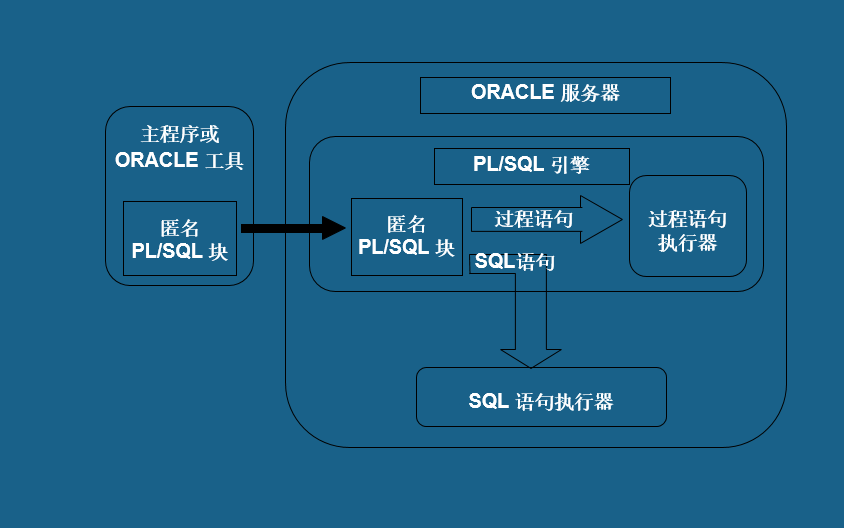 ORACLE 服务器
主程序或
ORACLE 工具
匿名
PL/SQL 块
PL/SQL 引擎
匿名
PL/SQL 块
过程语句
SQL语句
过程语句
执行器
SQL 语句执行器